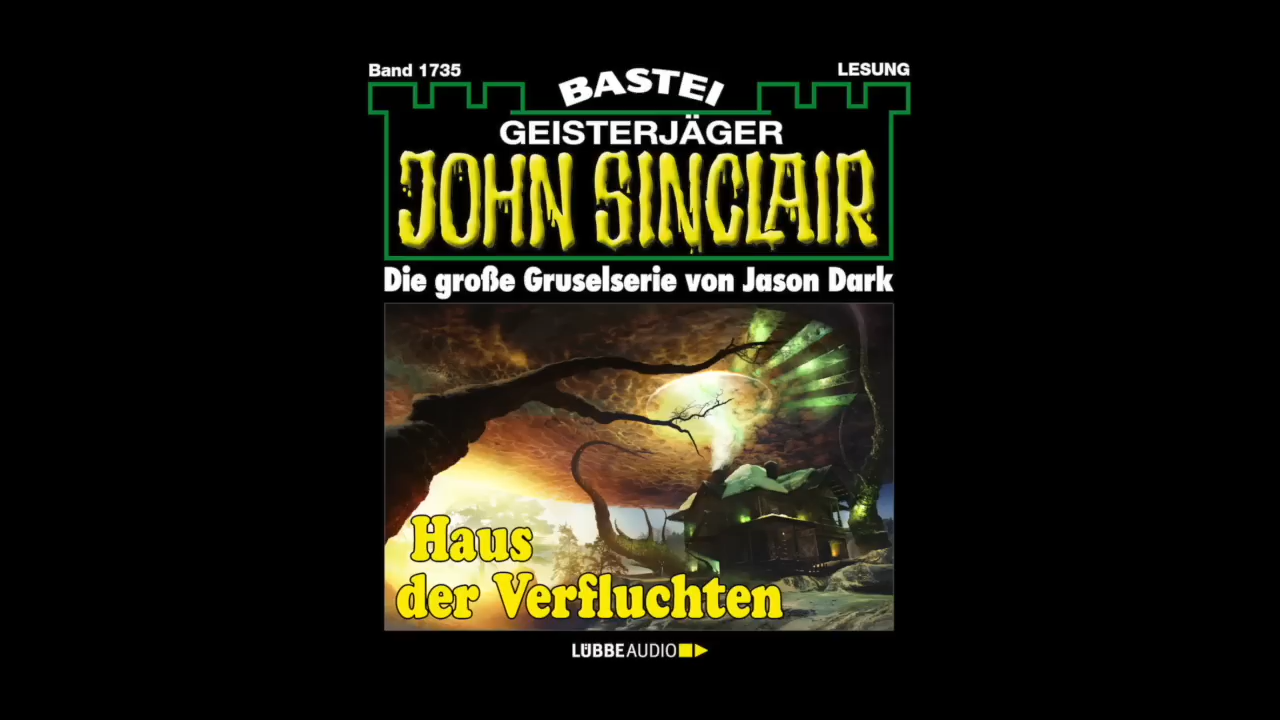 Band 1735
LESUNG
BASTEI
GEISTERJÄGER
JOHN SINCLAIR
Die große Gruselserie von Jason Dark
Haus
der Verfluchten
LÜBBEAUDIO